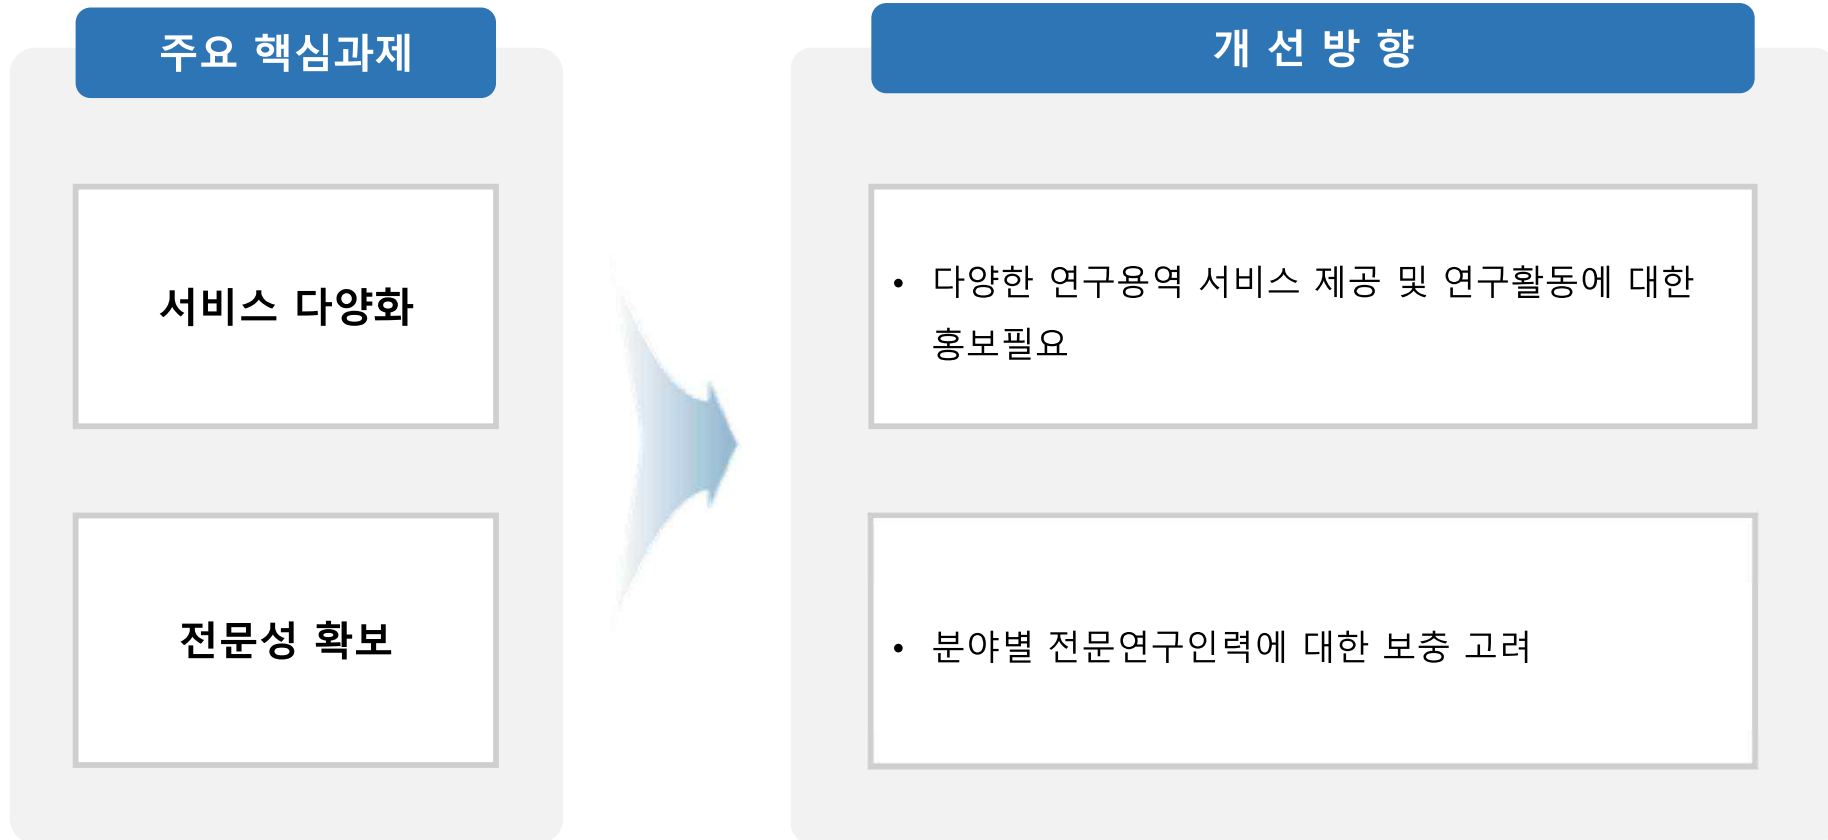 주요 핵심과제
개 선 방 향
서비스 다양화
• 다양한 연구용역 서비스 제공 및 연구활동에 대한
홍보필요
전문성 확보
• 분야별 전문연구인력에 대한 보충 고려